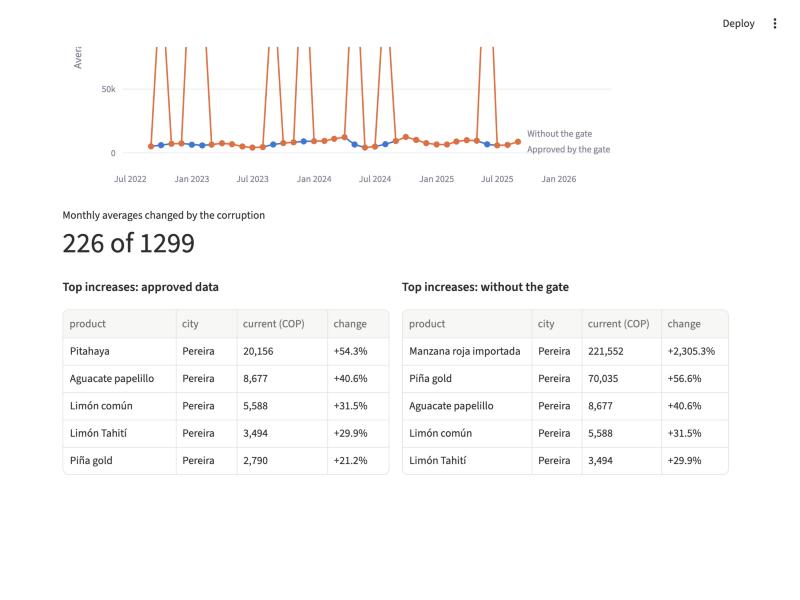 Deploy
50k
0
Without the gate
Approved by the gate
Jul 2022 Jan 2023 Jul 2023 Jan 2024 Jul 2024 Jan 2025 Jul 2025 Jan 2026
Monthly averages changed by the corruption
226 of 1299
Top increases: approved data
product city current (COP) change
Pitahaya Pereira 20,156 +54.3%
Aguacate papelillo Pereira 8,677 +40.6%
Limón común Pereira 5,588 +31.5%
Limón Tahití Pereira 3,494 +29.9%
Piña gold Pereira 2,790 +21.2%
Top increases: without the gate
product city current (COP) change
Manzana roja importada Pereira 221,552 +2,305.3%
Piña gold Pereira 70,035 +56.6%
Aguacate papelillo Pereira 8,677 +40.6%
Limón común Pereira 5,588 +31.5%
Limón Tahití Pereira 3,494 +29.9%